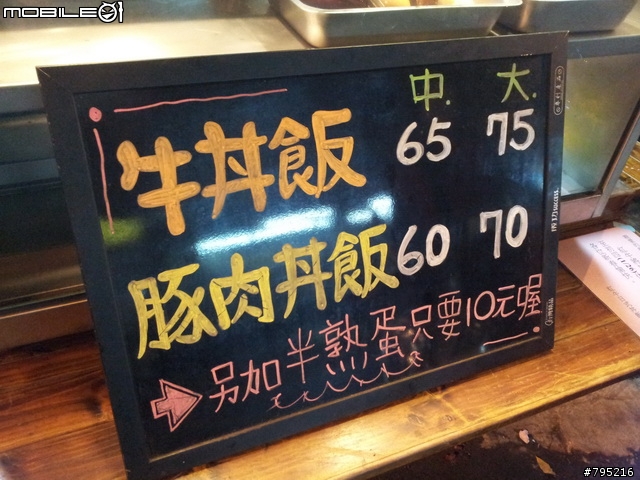 MOBILE01
中. 大.
牛丼飯 65 75
豚肉丼飯 60 70
另加半熟蛋只要10元喔
#795216